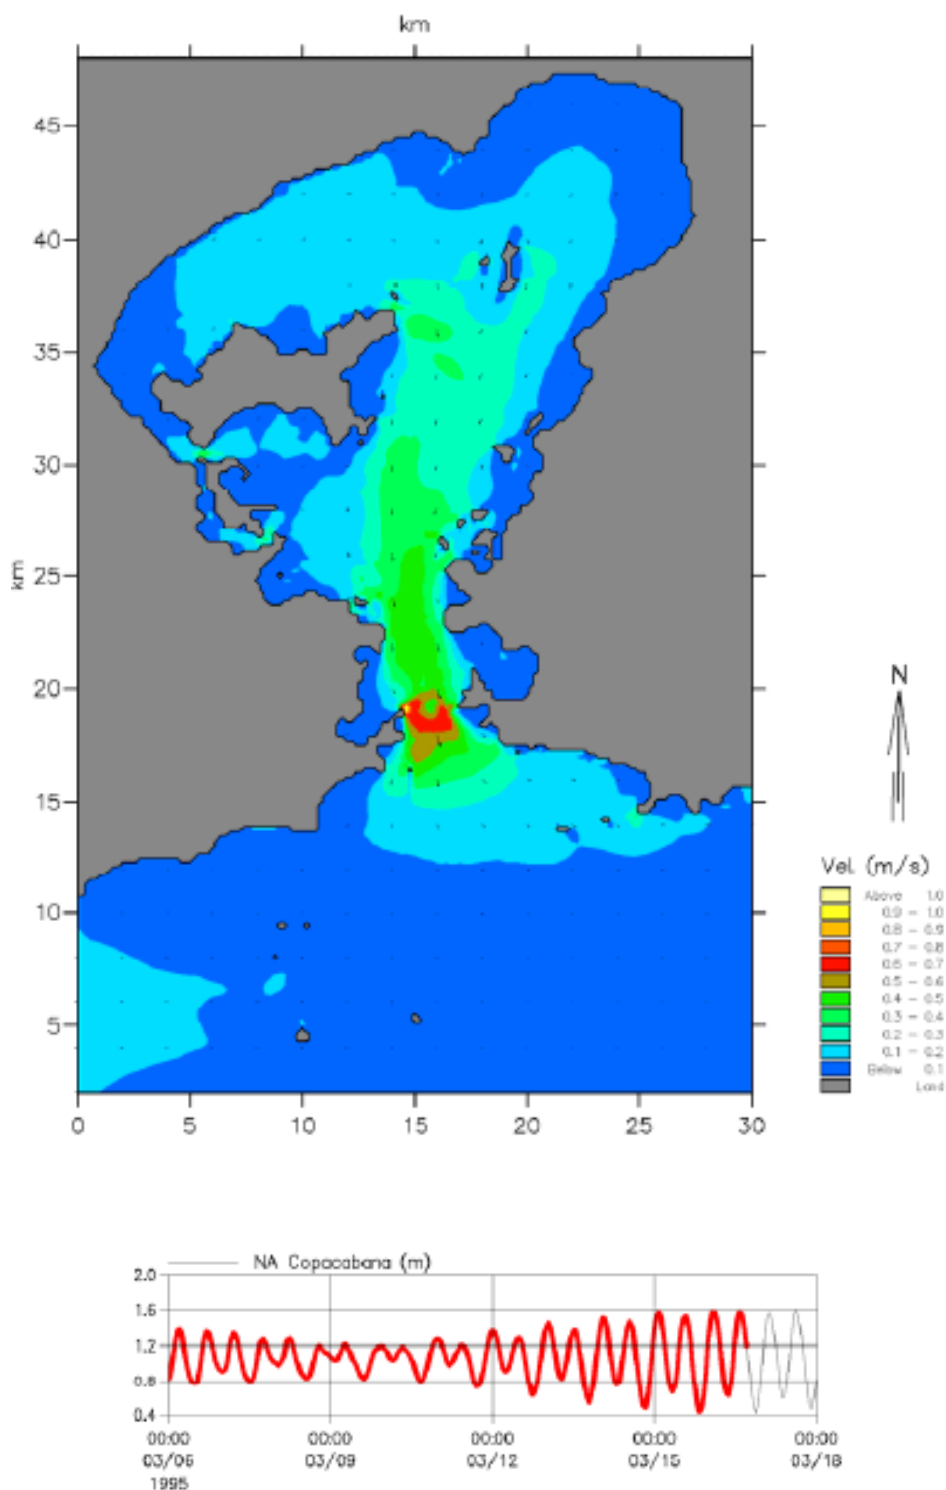 km
45
40
35
30
25
20
15
10
5
km
0 5 10 15 20 25 30
N
Vel. (m/s)
Above 1.0
0.9 - 1.0
0.8 - 0.9
0.7 - 0.8
0.6 - 0.7
0.5 - 0.6
0.4 - 0.5
0.3 - 0.4
0.2 - 0.3
0.1 - 0.2
Below 0.1
Land
NA Copacabana (m)
2.0
1.6
1.2
0.8
0.4
00:00 00:00 00:00 00:00 00:00
03/06 03/09 03/12 03/15 03/18
1995